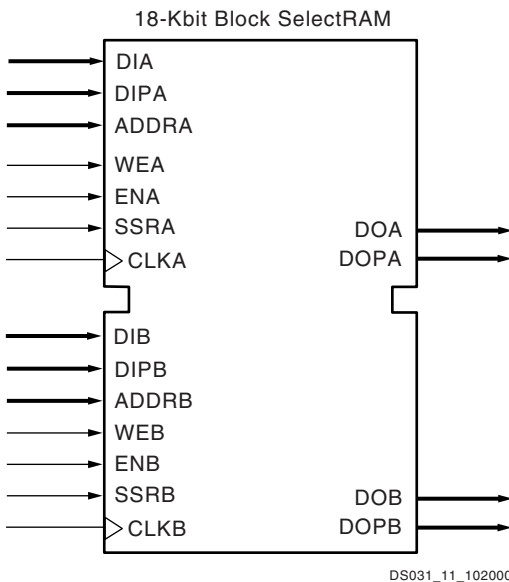 18-Kbit Block SelectRAM
DIA
DIPA
ADDRA
WEA
ENA
SSRA
CLKA
DOA
DOPA
DIB
DIPB
ADDRB
WEB
ENB
SSRB
CLKB
DOB
DOPB
DS031_11_102000